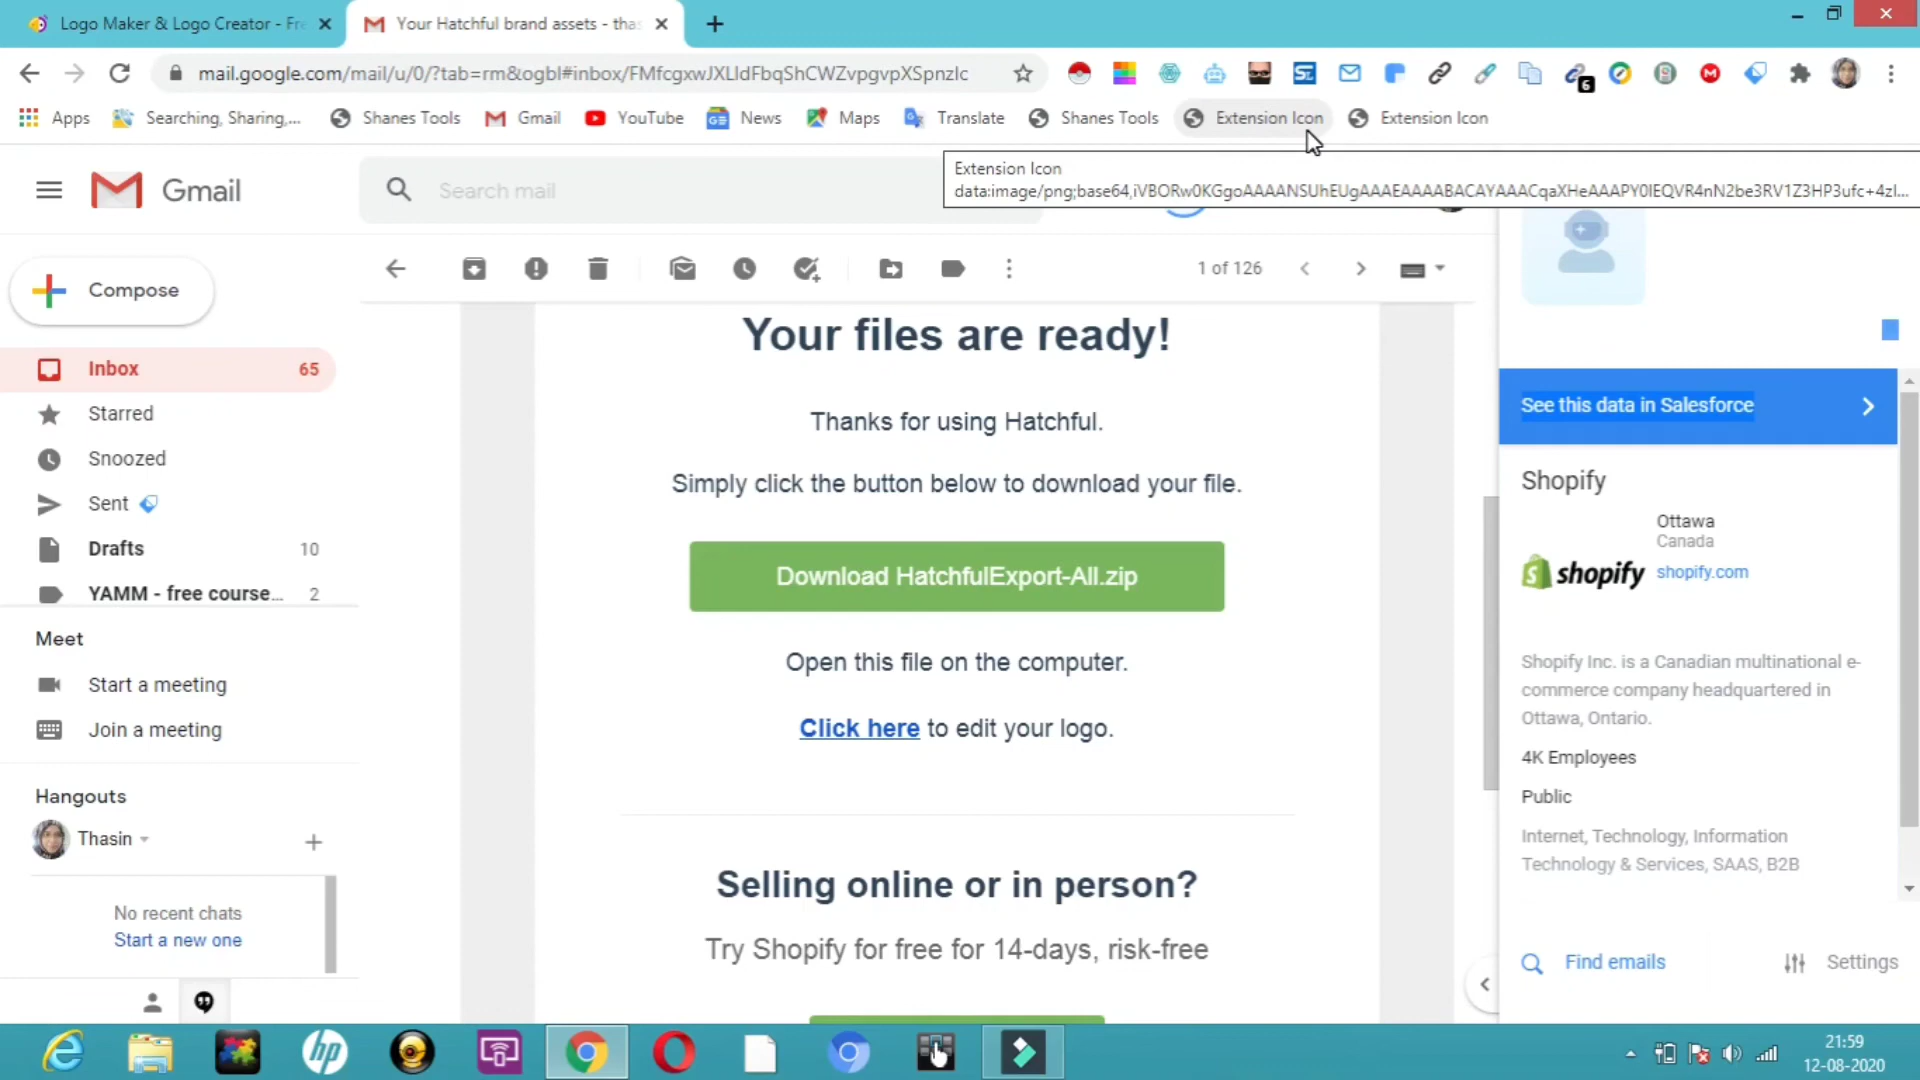 Logo Maker & Logo Creator - Fre
Your Hatchful brand assets - thas
mail.google.com/mail/u/0/?tab=rm&ogbl#inbox/FMfcgxwJXLldFbqShCWZvpgvpXSpnzlc
6
Apps
Searching, Sharing,...
Shanes Tools
Gmail
YouTube
News
Maps
Translate
Shanes Tools
Extension Icon
Extension Icon
Extension Icon
data:image/png;base64,iVBORw0KGgoAAAANSUhEUgAAAEAAAABACAYAAACqaXHeAAAPY0lEQVR4nN2be3RV1Z3HP3ufc+4zI...
Gmail
Search mail
Compose
1 of 126
Inbox 65
Starred
Snoozed
Sent
Drafts 10
YAMM - free course... 2
Meet
Start a meeting
Join a meeting
Hangouts
Thasin
No recent chats
Start a new one
Your files are ready!
Thanks for using Hatchful.
Simply click the button below to download your file.
Download HatchfulExport-All.zip
Open this file on the computer.
Click here to edit your logo.
Selling online or in person?
Try Shopify for free for 14-days, risk-free
See this data in Salesforce
Shopify
Ottawa
Canada
shopify
shopify.com
Shopify Inc. is a Canadian multinational e-
commerce company headquartered in
Ottawa, Ontario.
4K Employees
Public
Internet, Technology, Information
Technology & Services, SAAS, B2B
Find emails
Settings
hp
21:59
12-08-2020